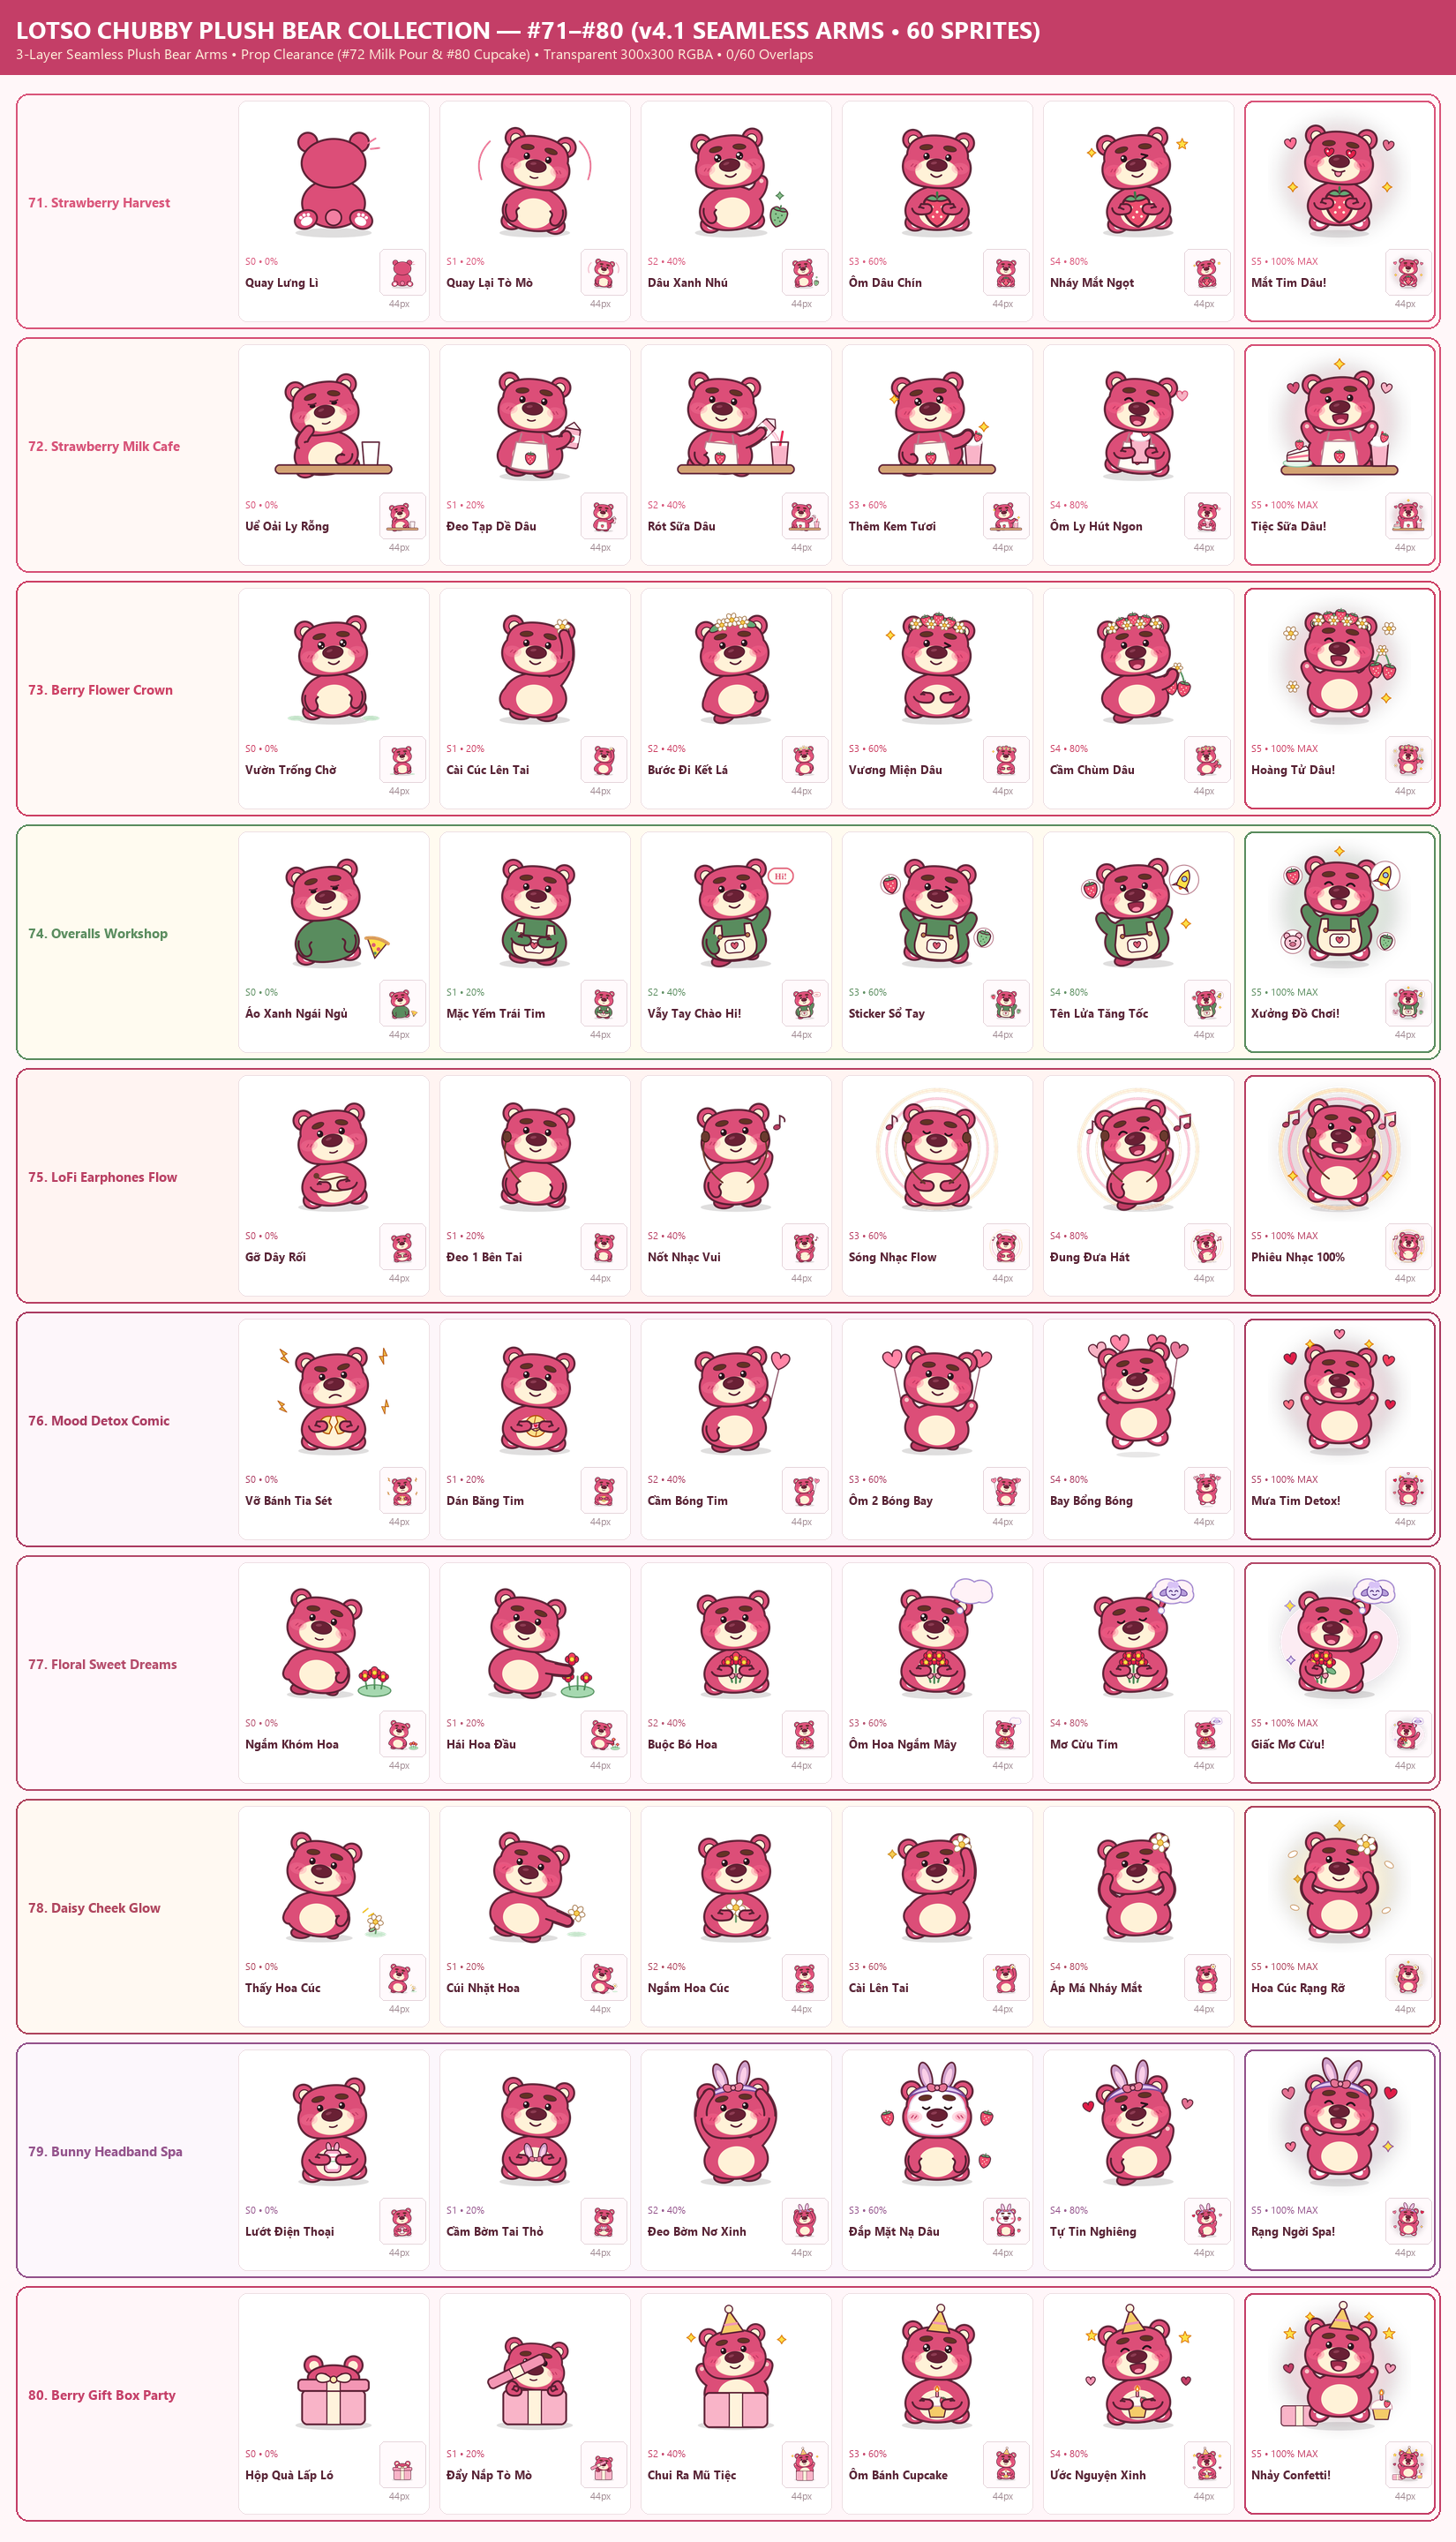 LOTSO CHUBBY PLUSH BEAR COLLECTION — #71–#80 (v4.1 SEAMLESS ARMS • 60 SPRITES)
3-Layer Seamless Plush Bear Arms • Prop Clearance (#72 Milk Pour & #80 Cupcake) • Transparent 300x300 RGBA • 0/60 Overlaps
71. Strawberry Harvest
S0 • 0%
Quay Lưng Lì
44px
S1 • 20%
Quay Lại Tò Mò
44px
S2 • 40%
Dâu Xanh Nhú
44px
S3 • 60%
Ôm Dâu Chín
44px
S4 • 80%
Nháy Mắt Ngọt
44px
S5 • 100% MAX
Mắt Tim Dâu!
44px
72. Strawberry Milk Cafe
S0 • 0%
Uể Oải Ly Rỗng
44px
S1 • 20%
Đeo Tạp Dề Dâu
44px
S2 • 40%
Rót Sữa Dâu
44px
S3 • 60%
Thêm Kem Tươi
44px
S4 • 80%
Ôm Ly Hút Ngon
44px
S5 • 100% MAX
Tiệc Sữa Dâu!
44px
73. Berry Flower Crown
S0 • 0%
Vườn Trống Chờ
44px
S1 • 20%
Cài Cúc Lên Tai
44px
S2 • 40%
Bước Đi Kết Lá
44px
S3 • 60%
Vương Miện Dâu
44px
S4 • 80%
Cầm Chùm Dâu
44px
S5 • 100% MAX
Hoàng Tử Dâu!
44px
74. Overalls Workshop
S0 • 0%
Áo Xanh Ngái Ngủ
44px
S1 • 20%
Mặc Yếm Trái Tim
44px
Hi!
S2 • 40%
Vẫy Tay Chào Hi!
44px
S3 • 60%
Sticker Sổ Tay
44px
S4 • 80%
Tên Lửa Tăng Tốc
44px
S5 • 100% MAX
Xưởng Đồ Chơi!
44px
75. LoFi Earphones Flow
S0 • 0%
Gỡ Dây Rối
44px
S1 • 20%
Đeo 1 Bên Tai
44px
S2 • 40%
Nốt Nhạc Vui
44px
S3 • 60%
Sóng Nhạc Flow
44px
S4 • 80%
Đung Đưa Hát
44px
S5 • 100% MAX
Phiêu Nhạc 100%
44px
76. Mood Detox Comic
S0 • 0%
Vỡ Bánh Tia Sét
44px
S1 • 20%
Dán Băng Tim
44px
S2 • 40%
Cầm Bóng Tim
44px
S3 • 60%
Ôm 2 Bóng Bay
44px
S4 • 80%
Bay Bổng Bóng
44px
S5 • 100% MAX
Mưa Tim Detox!
44px
77. Floral Sweet Dreams
S0 • 0%
Ngắm Khóm Hoa
44px
S1 • 20%
Hái Hoa Đầu
44px
S2 • 40%
Buộc Bó Hoa
44px
S3 • 60%
Ôm Hoa Ngắm Mây
44px
S4 • 80%
Mơ Cừu Tím
44px
S5 • 100% MAX
Giấc Mơ Cừu!
44px
78. Daisy Cheek Glow
S0 • 0%
Thấy Hoa Cúc
44px
S1 • 20%
Cúi Nhặt Hoa
44px
S2 • 40%
Ngắm Hoa Cúc
44px
S3 • 60%
Cài Lên Tai
44px
S4 • 80%
Áp Má Nháy Mắt
44px
S5 • 100% MAX
Hoa Cúc Rạng Rỡ
44px
79. Bunny Headband Spa
S0 • 0%
Lướt Điện Thoại
44px
S1 • 20%
Cầm Bờm Tai Thỏ
44px
S2 • 40%
Đeo Bờm Nơ Xinh
44px
S3 • 60%
Đắp Mặt Nạ Dâu
44px
S4 • 80%
Tự Tin Nghiêng
44px
S5 • 100% MAX
Rạng Ngời Spa!
44px
80. Berry Gift Box Party
S0 • 0%
Hộp Quà Lấp Ló
44px
S1 • 20%
Đẩy Nắp Tò Mò
44px
S2 • 40%
Chui Ra Mũ Tiệc
44px
S3 • 60%
Ôm Bánh Cupcake
44px
S4 • 80%
Ước Nguyện Xinh
44px
S5 • 100% MAX
Nhảy Confetti!
44px